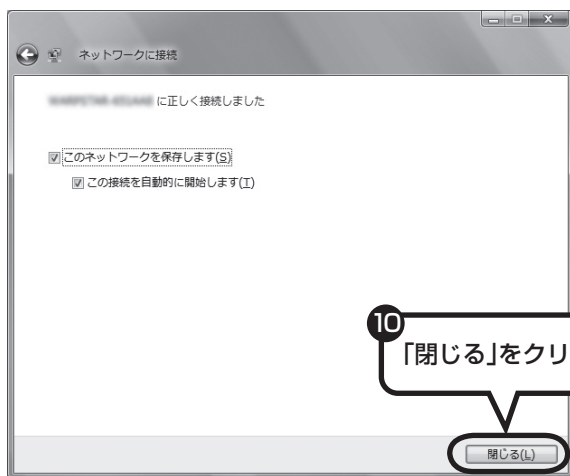 ネットワークに接続
に正しく接続しました
このネットワークを保存します(S)
この接続を自動的に開始します(T)
10
「閉じる」をクリ
閉じる(L)